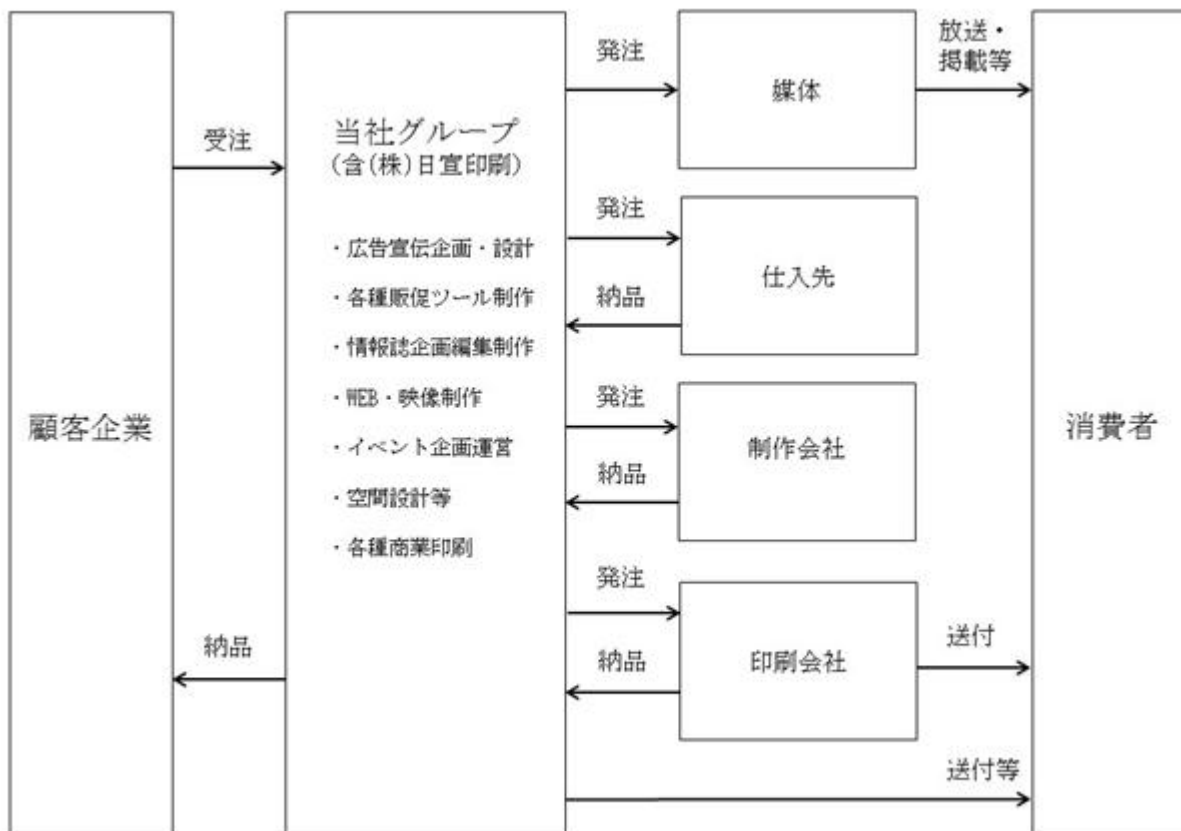 顧客企業
受注
納品
当社グループ
(含(株)日宣印刷)
・広告宣伝企画・設計
・各種販促ツール制作
・情報誌企画編集制作
・WEB・映像制作
・イベント企画運営
・空間設計等
・各種商業印刷
発注
媒体
放送・
掲載等
発注
納品
仕入先
発注
納品
制作会社
発注
納品
印刷会社
送付
送付等
消費者